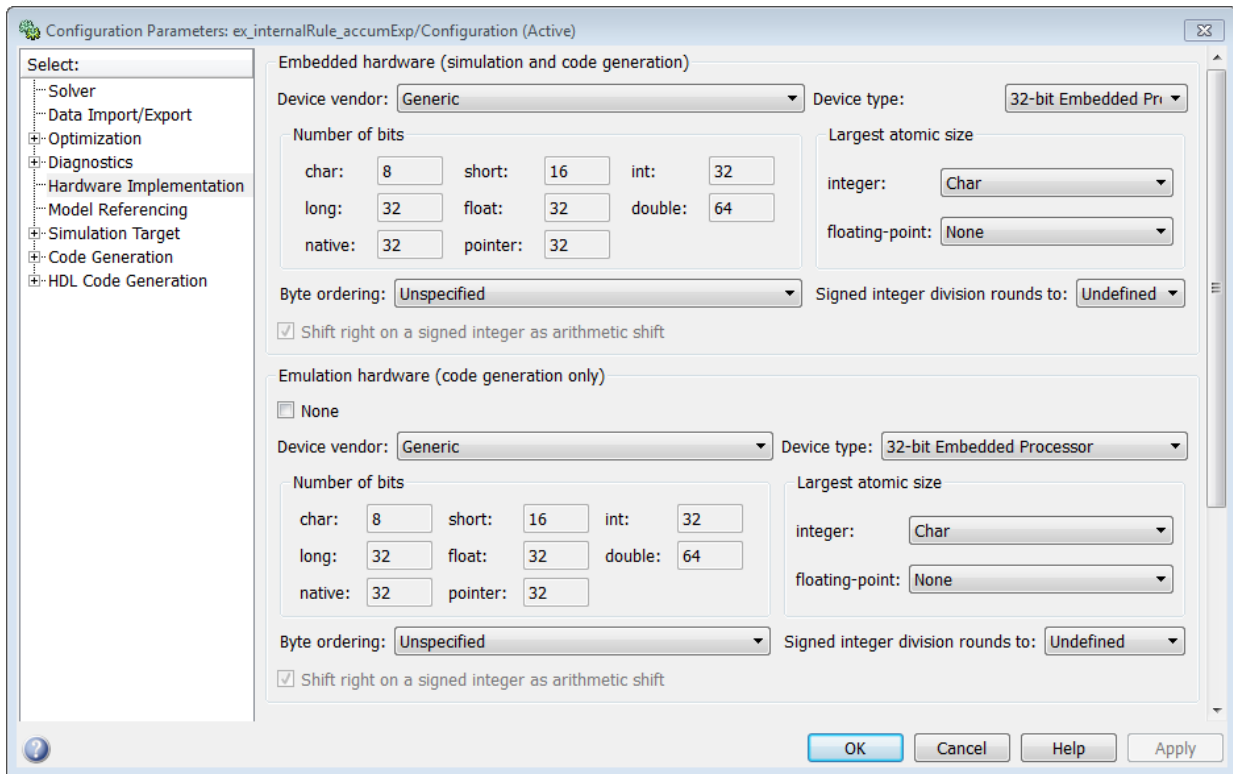 Configuration Parameters: ex_internalRule_accumExp/Configuration (Active)
Select:
Solver
Data Import/Export
Optimization
Diagnostics
Hardware Implementation
Model Referencing
Simulation Target
Code Generation
HDL Code Generation
Embedded hardware (simulation and code generation)
Device vendor: Generic Device type: 32-bit Embedded Pro
Number of bits
char: 8 short: 16 int: 32
long: 32 float: 32 double: 64
native: 32 pointer: 32
Largest atomic size
integer: Char
floating-point: None
Byte ordering: Unspecified Signed integer division rounds to: Undefined
Shift right on a signed integer as arithmetic shift
Emulation hardware (code generation only)
None
Device vendor: Generic Device type: 32-bit Embedded Processor
Number of bits
char: 8 short: 16 int: 32
long: 32 float: 32 double: 64
native: 32 pointer: 32
Largest atomic size
integer: Char
floating-point: None
Byte ordering: Unspecified Signed integer division rounds to: Undefined
Shift right on a signed integer as arithmetic shift
OK Cancel Help Apply